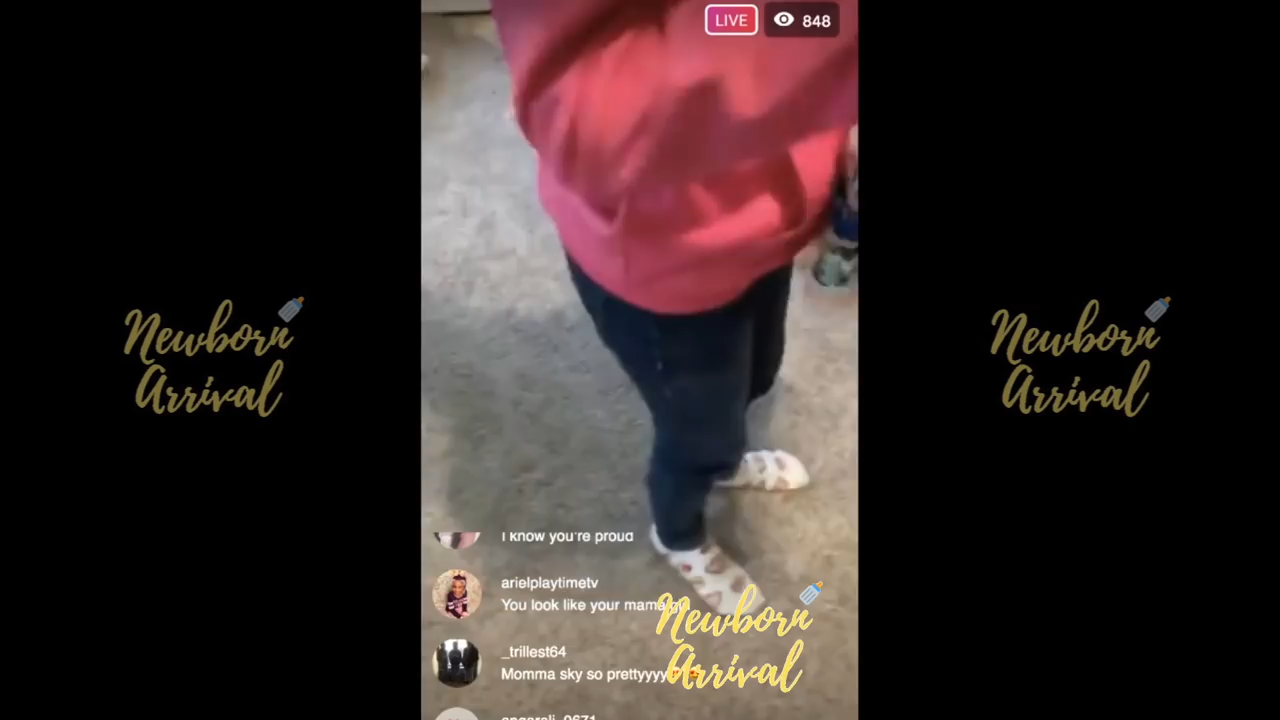 LIVE 848
Newborn
Arrival
Newborn
Arrival
I know you're proud
arielplaytimetv
You look like your mama
_trillest64
Momma sky so prettyyyy
Newborn
Arrival